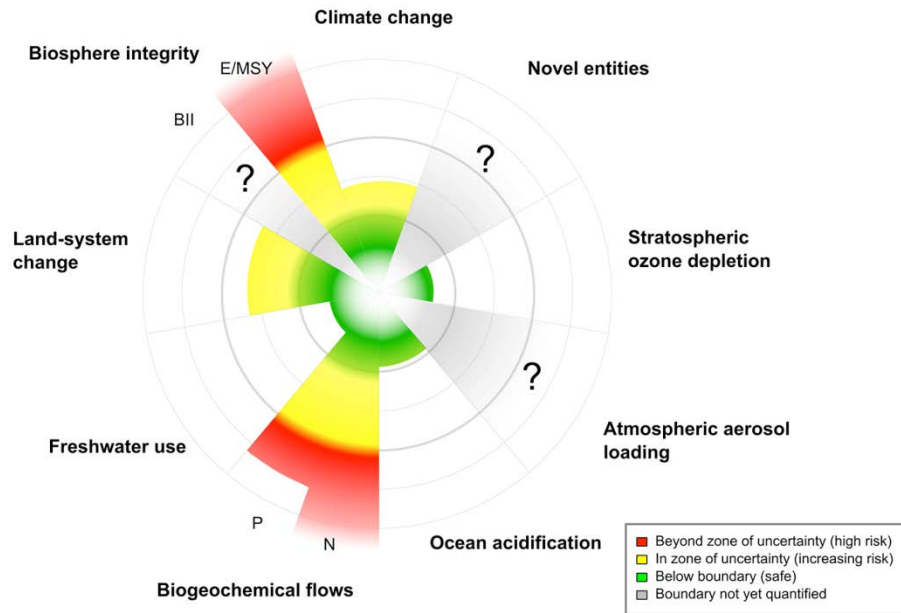 Climate change
Biosphere integrity
E/MSY
Novel entities
BII
?
?
Land-system
change
Stratospheric
ozone depletion
?
Freshwater use
Atmospheric aerosol
loading
P
N
Ocean acidification
Biogeochemical flows
Beyond zone of uncertainty (high risk)
In zone of uncertainty (increasing risk)
Below boundary (safe)
Boundary not yet quantified